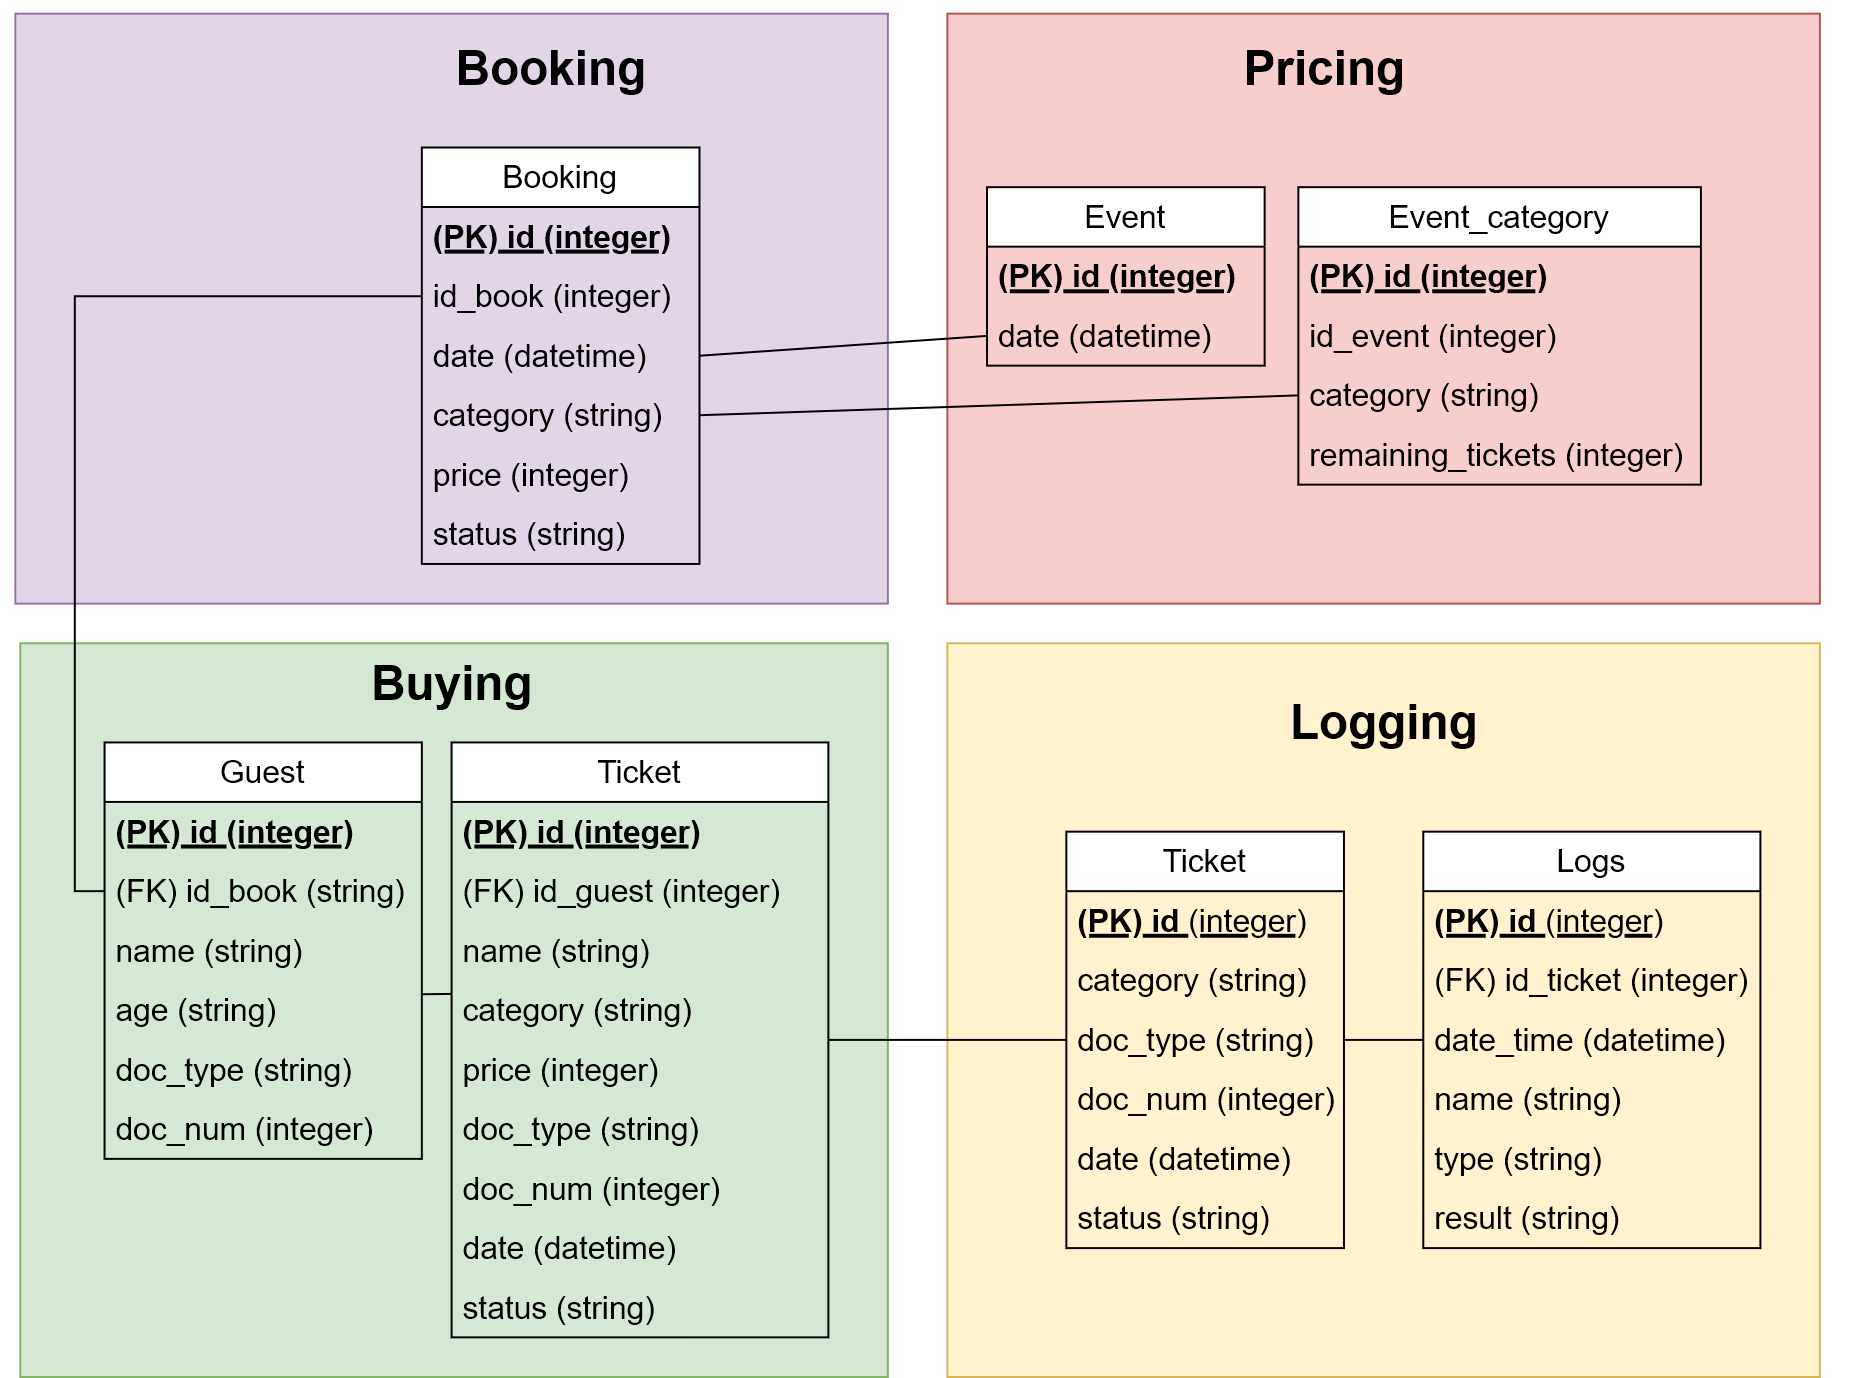 Booking
Booking
(PK) id (integer)
id_book (integer)
date (datetime)
category (string)
price (integer)
status (string)
Pricing
Event
(PK) id (integer)
date (datetime)
Event_category
(PK) id (integer)
id_event (integer)
category (string)
remaining_tickets (integer)
Buying
Guest
(PK) id (integer)
(FK) id_book (string)
name (string)
age (string)
doc_type (string)
doc_num (integer)
Ticket
(PK) id (integer)
(FK) id_guest (integer)
name (string)
category (string)
price (integer)
doc_type (string)
doc_num (integer)
date (datetime)
status (string)
Logging
Ticket
(PK) id (integer)
category (string)
doc_type (string)
doc_num (integer)
date (datetime)
status (string)
Logs
(PK) id (integer)
(FK) id_ticket (integer)
date_time (datetime)
name (string)
type (string)
result (string)